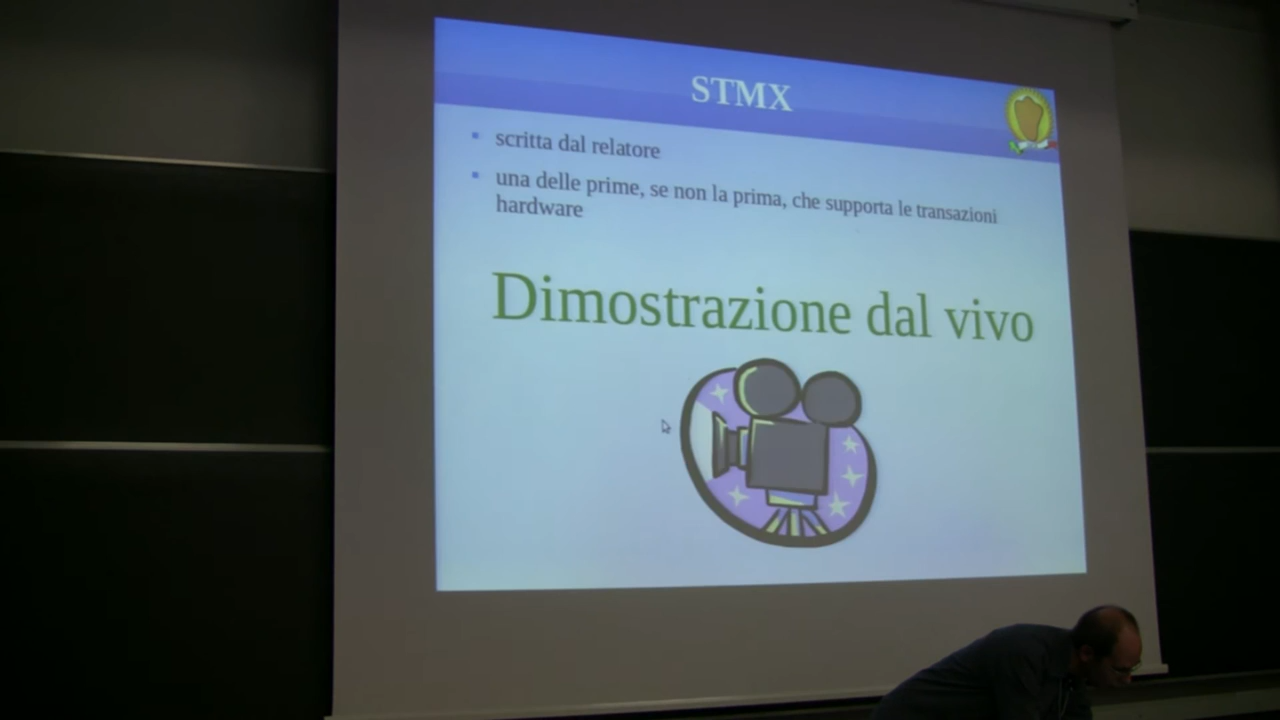 STMX
scritta dal relatore
una delle prime, se non la prima, che supporta le transazioni
hardware
Dimostrazione dal vivo